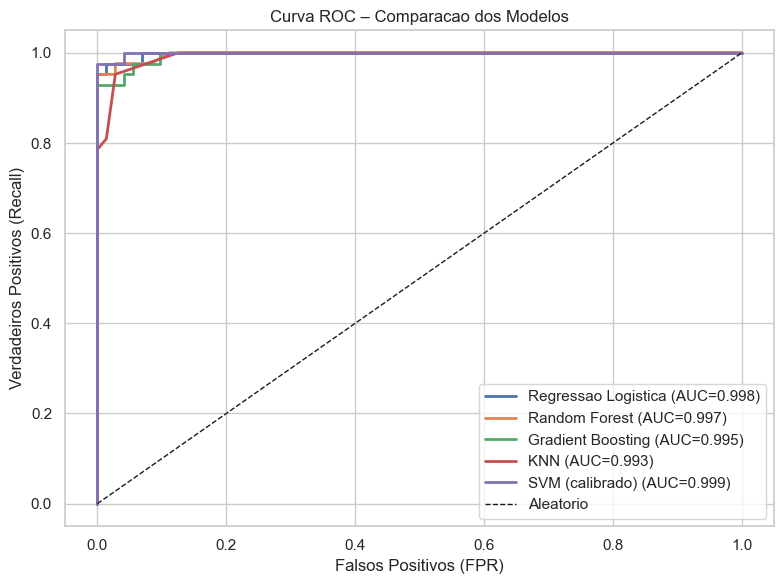 Curva ROC – Comparacao dos Modelos
Verdadeiros Positivos (Recall)
1.0
0.8
0.6
0.4
0.2
0.0
0.0 0.2 0.4 0.6 0.8 1.0
Falsos Positivos (FPR)
Regressao Logistica (AUC=0.998)
Random Forest (AUC=0.997)
Gradient Boosting (AUC=0.995)
KNN (AUC=0.993)
SVM (calibrado) (AUC=0.999)
Aleatorio